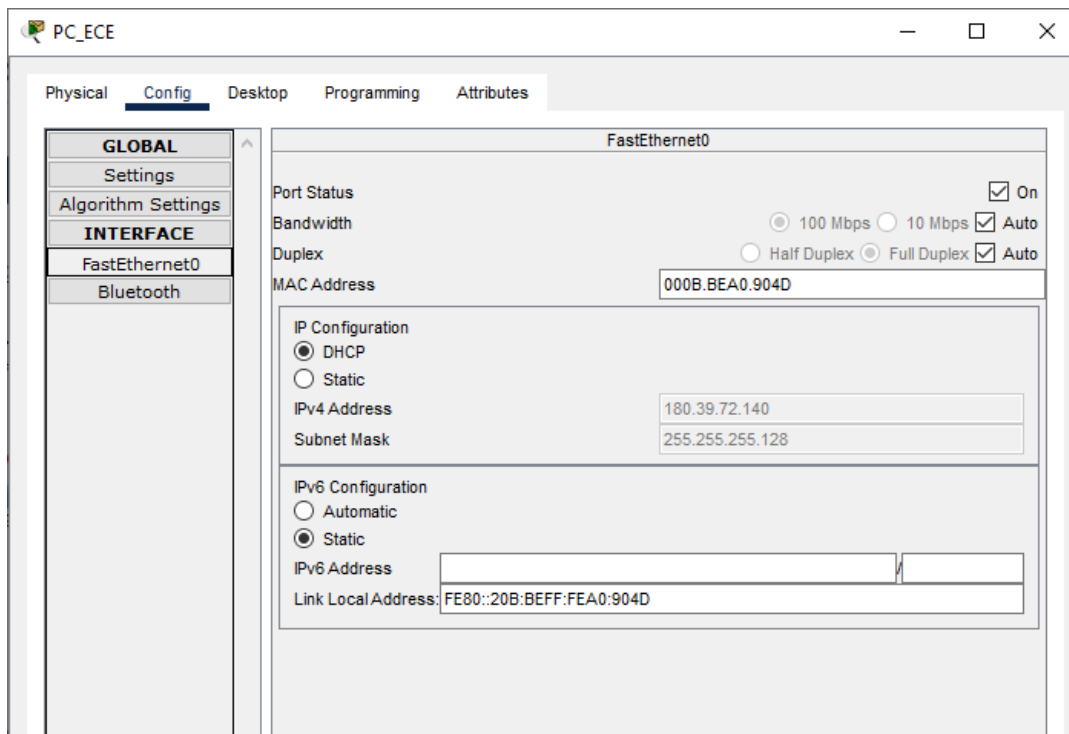 PC_ECE
Physical Config Desktop Programming Attributes
GLOBAL
Settings
Algorithm Settings
INTERFACE
FastEthernet0
Bluetooth
FastEthernet0
Port Status On
Bandwidth 100 Mbps 10 Mbps Auto
Duplex Half Duplex Full Duplex Auto
MAC Address 000B.BEA0.904D
IP Configuration
DHCP
Static
IPv4 Address 180.39.72.140
Subnet Mask 255.255.255.128
IPv6 Configuration
Automatic
Static
IPv6 Address /
Link Local Address: FE80::20B:BEFF:FEA0:904D